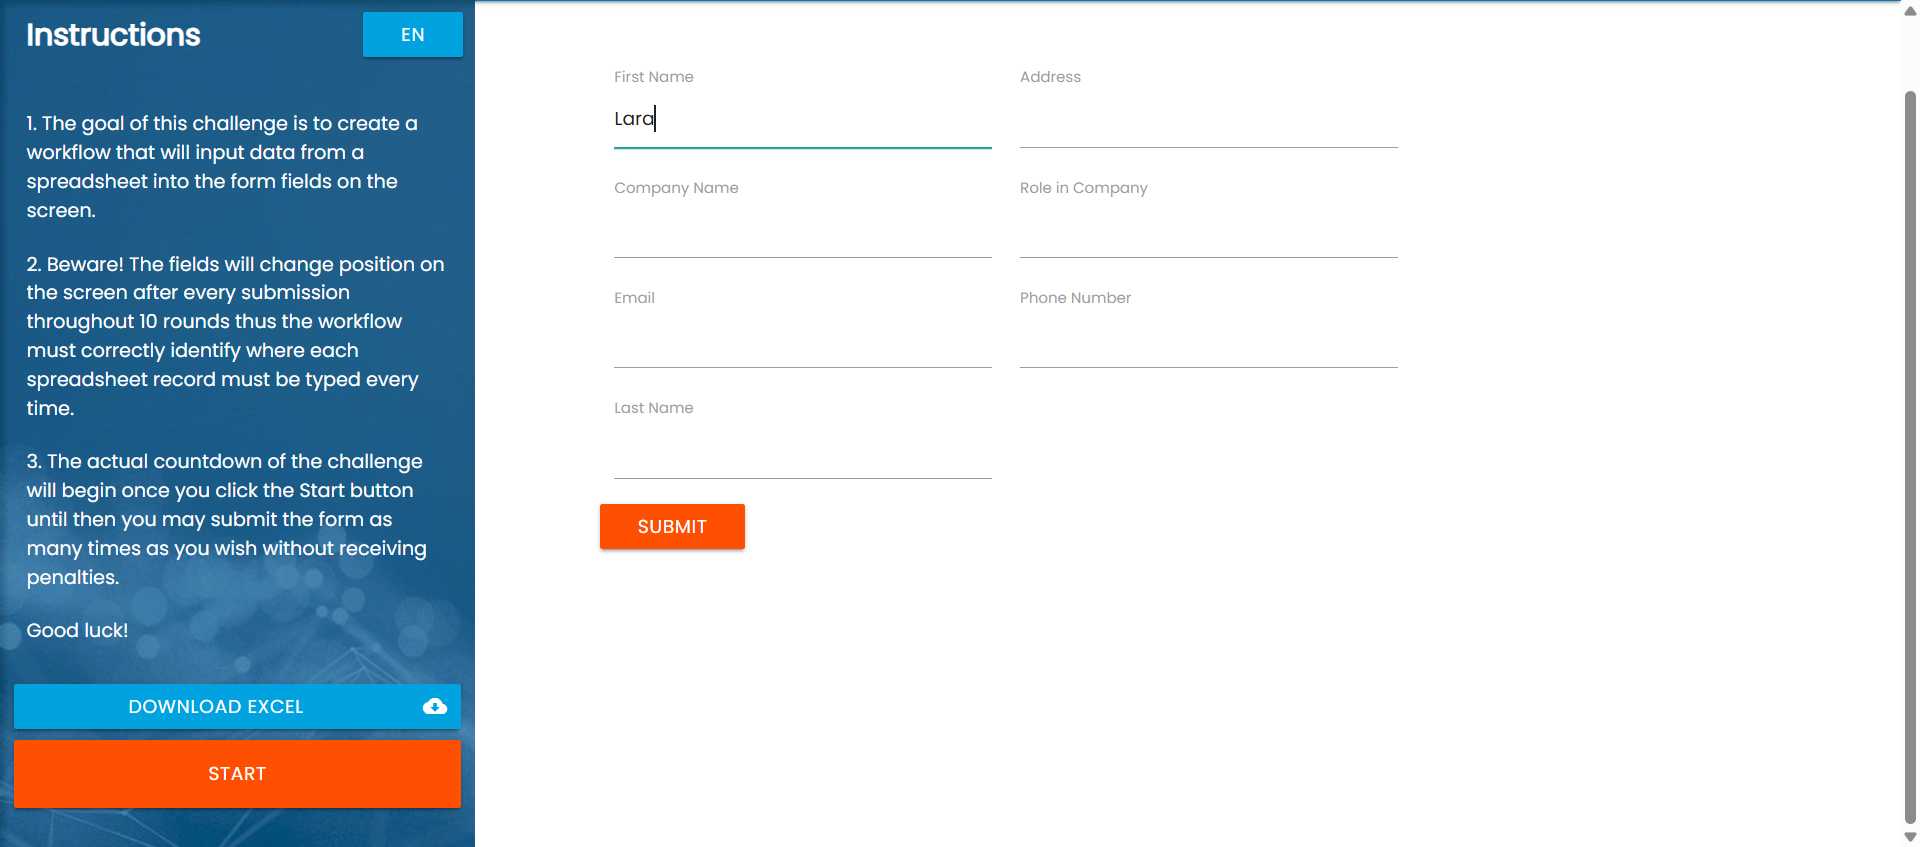 Instructions
EN
1. The goal of this challenge is to create a
workflow that will input data from a
spreadsheet into the form fields on the
screen.
2. Beware! The fields will change position on
the screen after every submission
throughout 10 rounds thus the workflow
must correctly identify where each
spreadsheet record must be typed every
time.
3. The actual countdown of the challenge
will begin once you click the Start button
until then you may submit the form as
many times as you wish without receiving
penalties.
Good luck!
DOWNLOAD EXCEL
START
First Name
Lara
Address
Company Name
Role in Company
Email
Phone Number
Last Name
SUBMIT